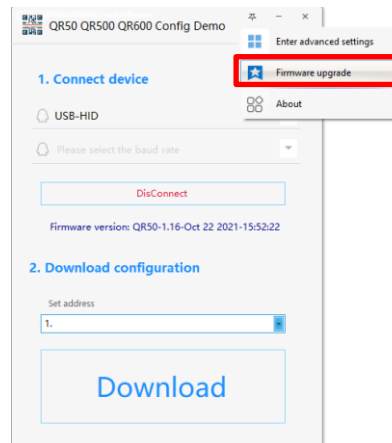 QR50 QR500 QR600 Config Demo
Enter advanced settings
Firmware upgrade
About
1. Connect device
USB-HID
Please select the baud rate
DisConnect
Firmware version: QR50-1.16-Oct 22 2021-15:52:22
2. Download configuration
Set address
1.
Download